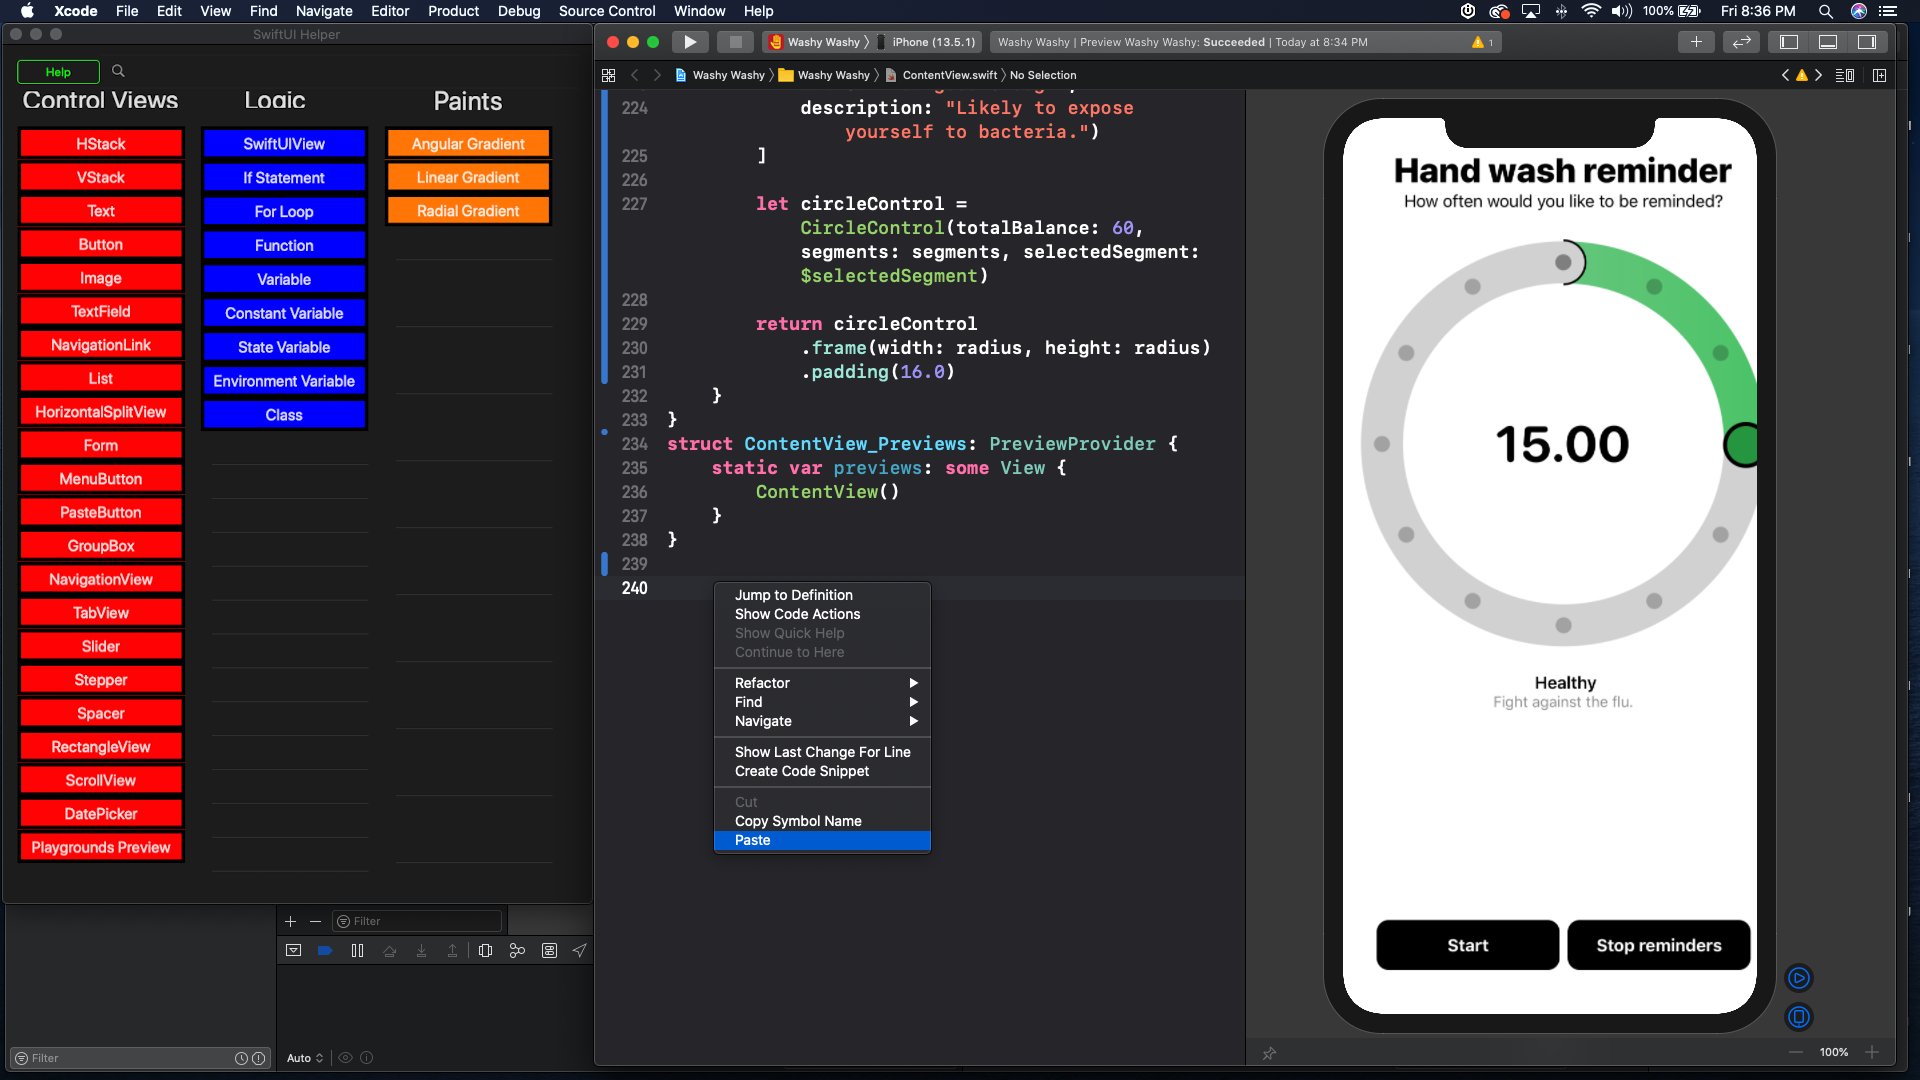 Xcode File Edit View Find Navigate Editor Product Debug Source Control Window Help
100% Fri 8:36 PM
SwiftUI Helper
Help
Control Views
HStack
VStack
Text
Button
Image
TextField
NavigationLink
List
HorizontalSplitView
Form
MenuButton
PasteButton
GroupBox
NavigationView
TabView
Slider
Stepper
Spacer
RectangleView
ScrollView
DatePicker
Playgrounds Preview
Logic
SwiftUIView
If Statement
For Loop
Function
Variable
Constant Variable
State Variable
Environment Variable
Class
Paints
Angular Gradient
Linear Gradient
Radial Gradient
Filter
Filter
Auto
Washy Washy iPhone (13.5.1)
Washy Washy | Preview Washy Washy: Succeeded | Today at 8:34 PM
1
Washy Washy Washy Washy ContentView.swift No Selection
224 description: "Likely to expose
yourself to bacteria.")
225 ]
226
227 let circleControl =
CircleControl(totalBalance: 60,
segments: segments, selectedSegment:
$selectedSegment)
228
229 return circleControl
230 .frame(width: radius, height: radius)
231 .padding(16.0)
232 }
233 }
234 struct ContentView_Previews: PreviewProvider {
235 static var previews: some View {
236 ContentView()
237 }
238 }
239
240
Jump to Definition
Show Code Actions
Show Quick Help
Continue to Here
Refactor
Find
Navigate
Show Last Change For Line
Create Code Snippet
Cut
Copy Symbol Name
Paste
Hand wash reminder
How often would you like to be reminded?
15.00
Healthy
Fight against the flu.
Start
Stop reminders
100%